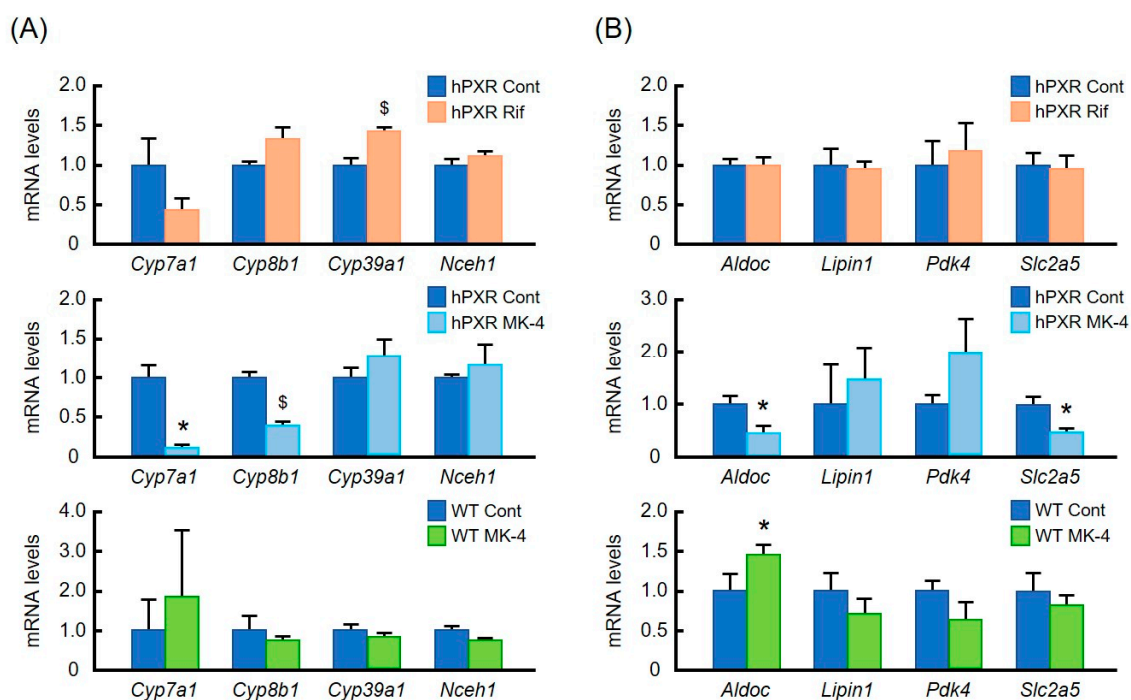 (A)
mRNA levels
2.0
1.5
1.0
0.5
0
hPXR Cont
hPXR Rif
$
Cyp7a1 Cyp8b1 Cyp39a1 Nceh1
mRNA levels
2.0
1.5
1.0
0.5
0
hPXR Cont
hPXR MK-4
* $
Cyp7a1 Cyp8b1 Cyp39a1 Nceh1
mRNA levels
4.0
3.0
2.0
1.0
0
WT Cont
WT MK-4
Cyp7a1 Cyp8b1 Cyp39a1 Nceh1
(B)
mRNA levels
2.0
1.5
1.0
0.5
0
hPXR Cont
hPXR Rif
Aldoc Lipin1 Pdk4 Slc2a5
mRNA levels
3.0
2.0
1.0
0
hPXR Cont
hPXR MK-4
* *
Aldoc Lipin1 Pdk4 Slc2a5
mRNA levels
2.0
1.5
1.0
0.5
0
WT Cont
WT MK-4
*
Aldoc Lipin1 Pdk4 Slc2a5